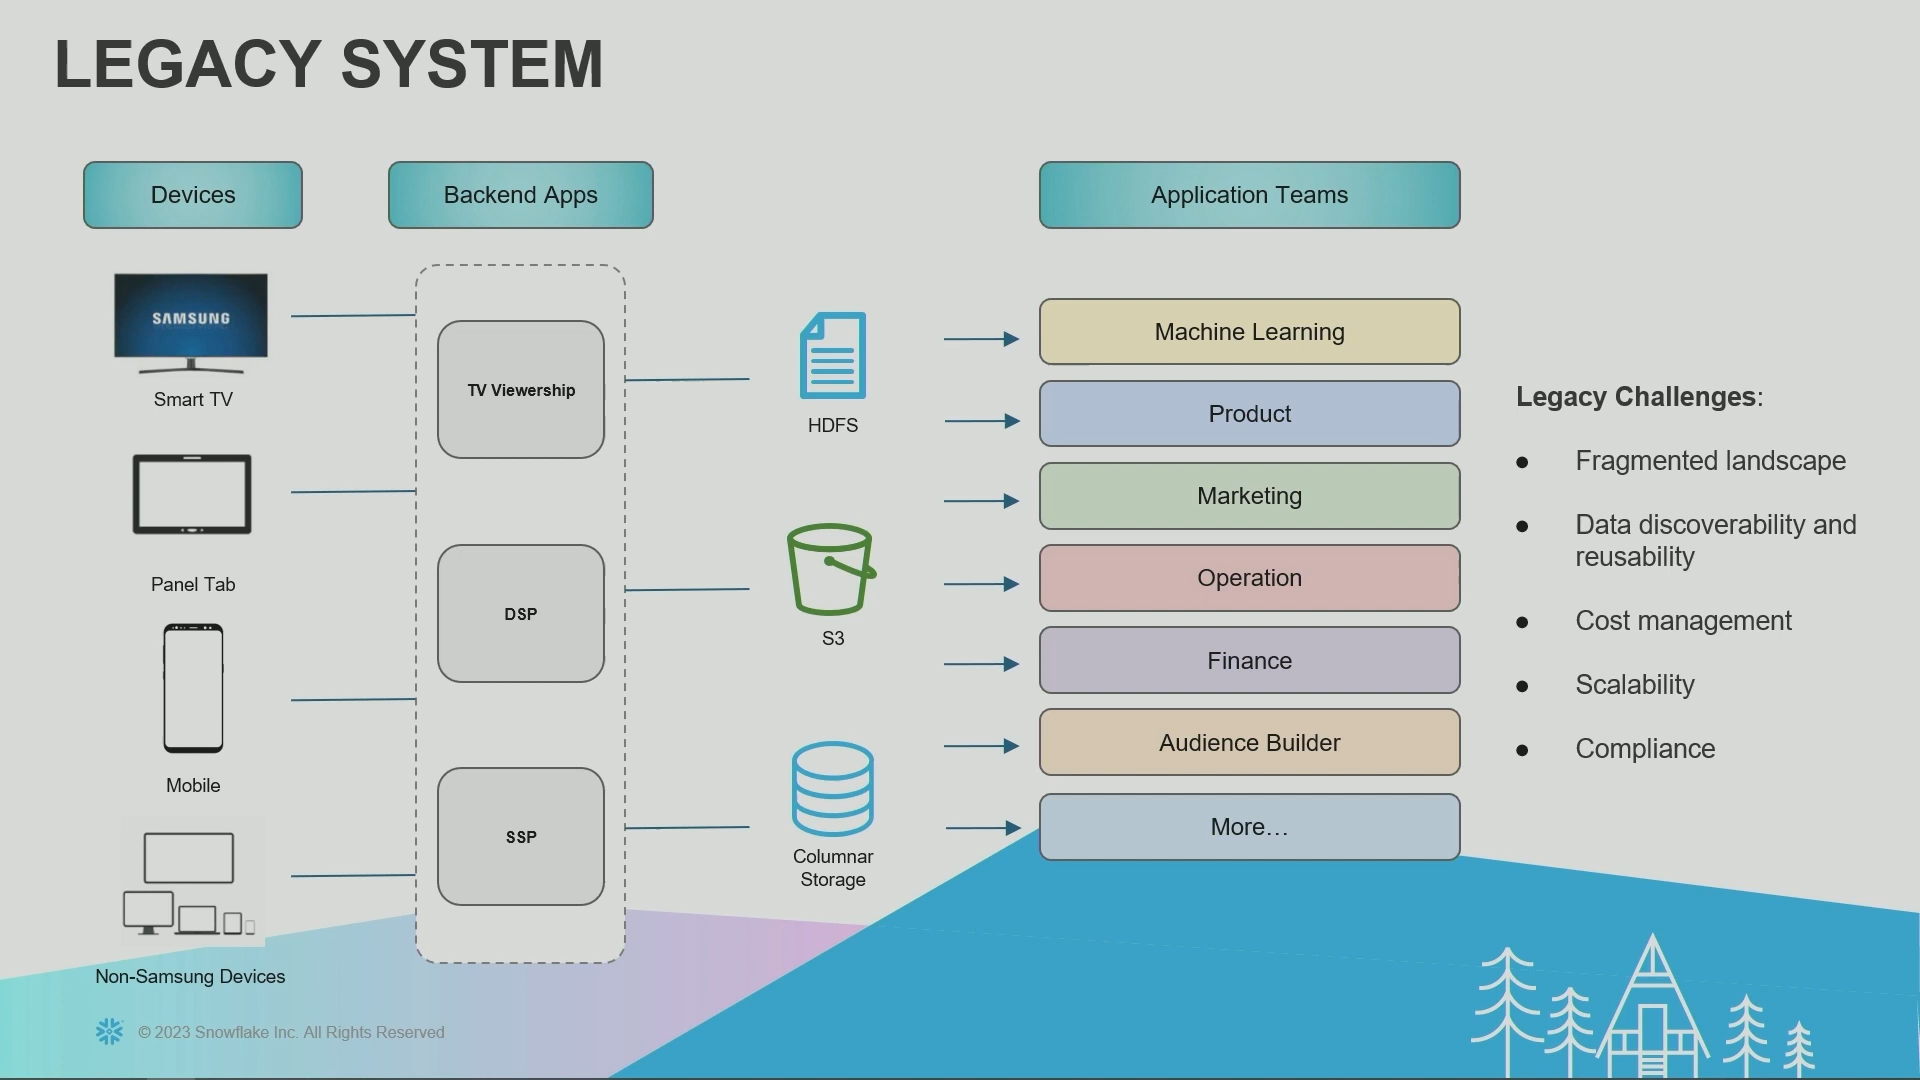 LEGACY SYSTEM
Devices
Backend Apps
Application Teams
SAMSUNG
Smart TV
Panel Tab
Mobile
Non-Samsung Devices
TV Viewership
DSP
SSP
HDFS
S3
Columnar
Storage
Machine Learning
Product
Marketing
Operation
Finance
Audience Builder
More…
Legacy Challenges:
● Fragmented landscape
● Data discoverability and
reusability
● Cost management
● Scalability
● Compliance
© 2023 Snowflake Inc. All Rights Reserved